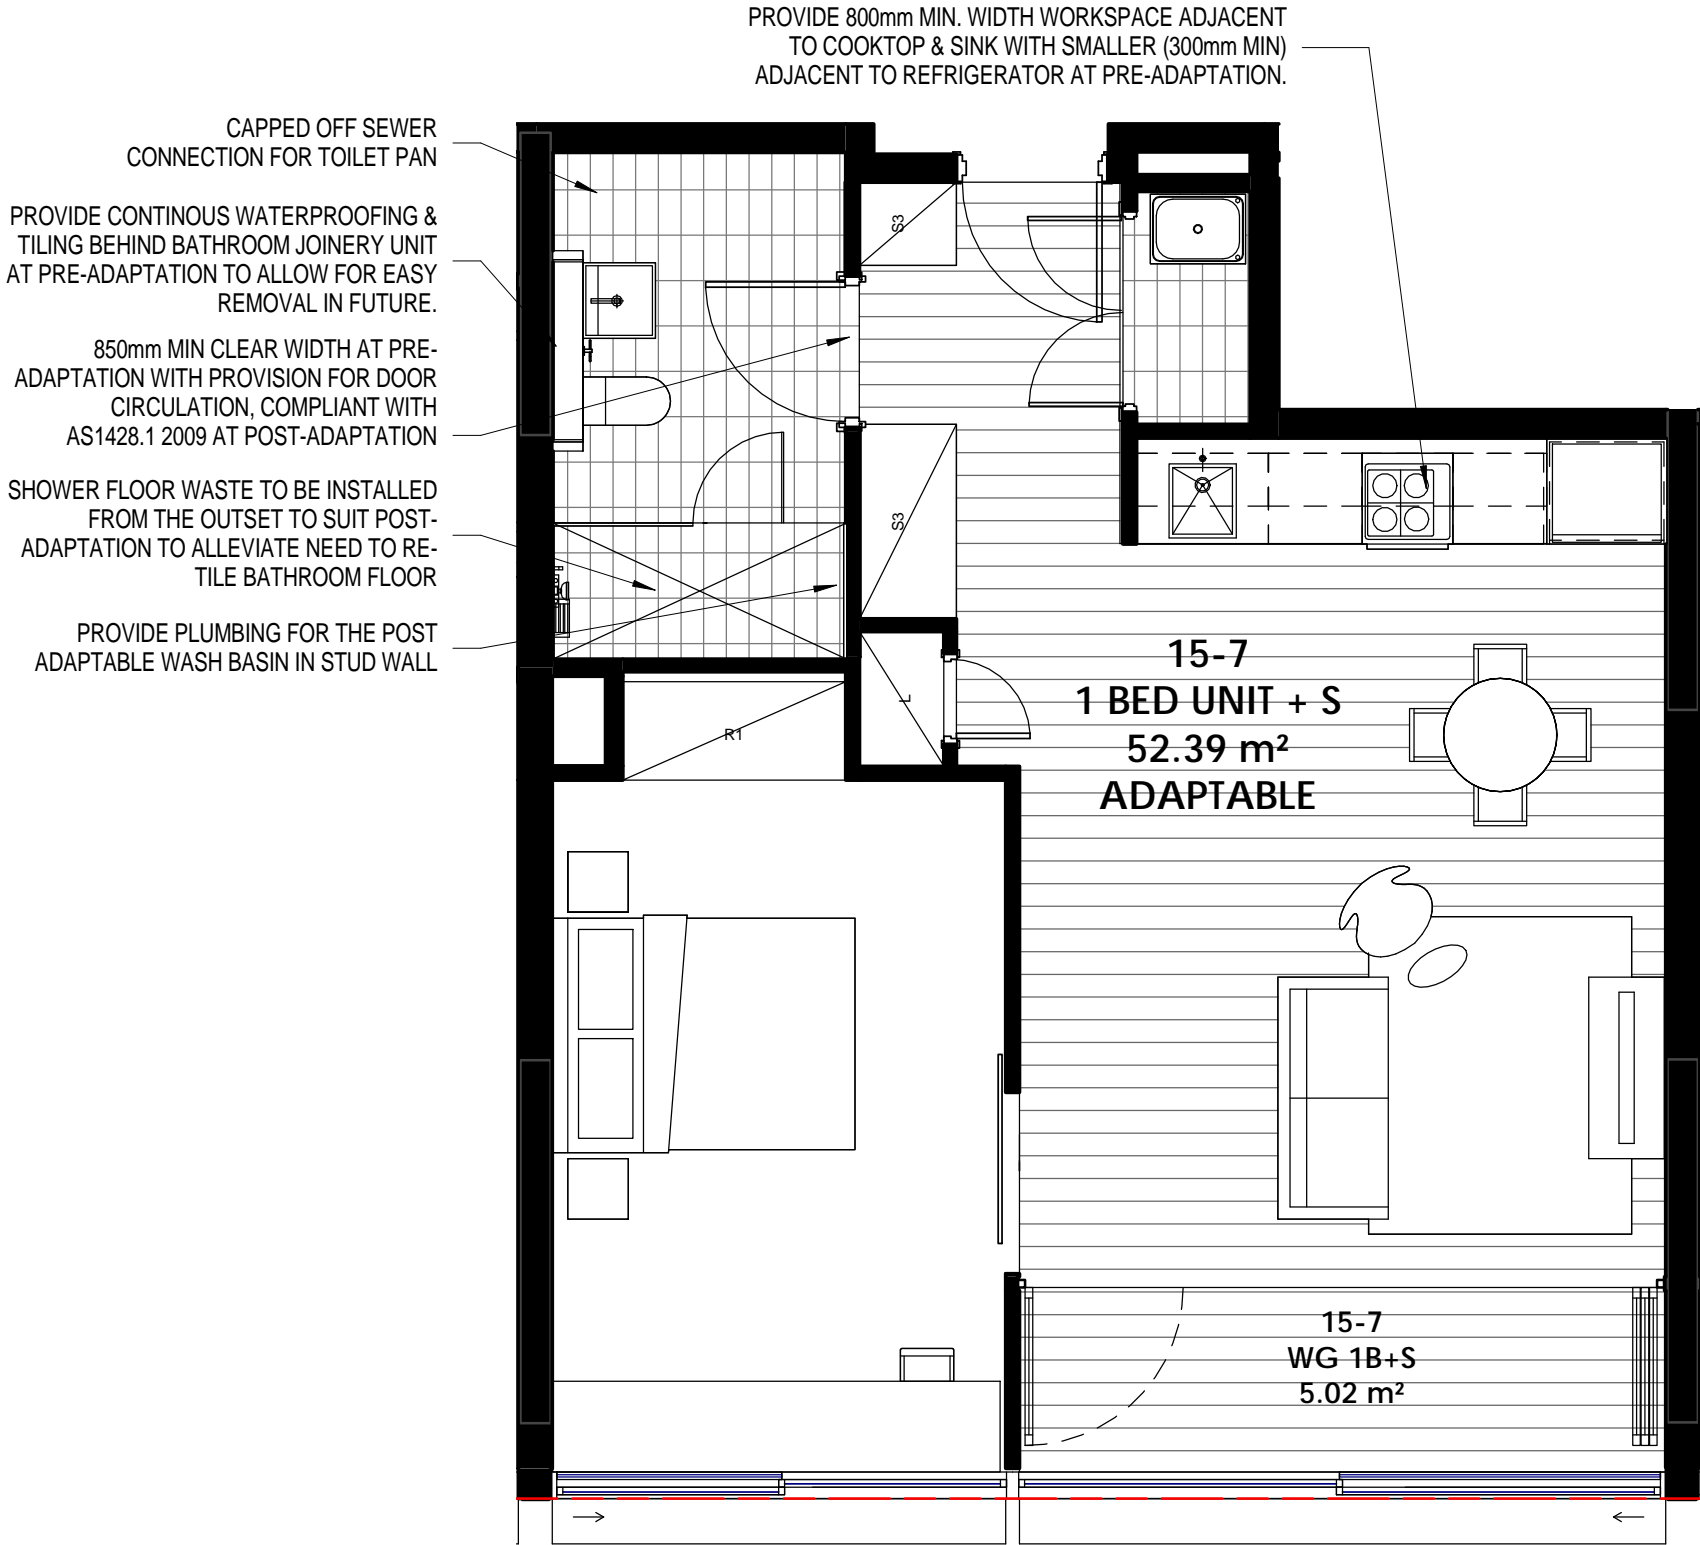 PROVIDE 800mm MIN. WIDTH WORKSPACE ADJACENT
TO COOKTOP & SINK WITH SMALLER (300mm MIN)
ADJACENT TO REFRIGERATOR AT PRE-ADAPTATION.
CAPPED OFF SEWER
CONNECTION FOR TOILET PAN
PROVIDE CONTINOUS WATERPROOFING &
TILING BEHIND BATHROOM JOINERY UNIT
AT PRE-ADAPTATION TO ALLOW FOR EASY
REMOVAL IN FUTURE.
850mm MIN CLEAR WIDTH AT PRE-
ADAPTATION WITH PROVISION FOR DOOR
CIRCULATION, COMPLIANT WITH
AS1428.1 2009 AT POST-ADAPTATION
SHOWER FLOOR WASTE TO BE INSTALLED
FROM THE OUTSET TO SUIT POST-
ADAPTATION TO ALLEVIATE NEED TO RE-
TILE BATHROOM FLOOR
PROVIDE PLUMBING FOR THE POST
ADAPTABLE WASH BASIN IN STUD WALL
S3
S3
L
R1
15-7
1 BED UNIT + S
52.39 m²
ADAPTABLE
15-7
WG 1B+S
5.02 m²